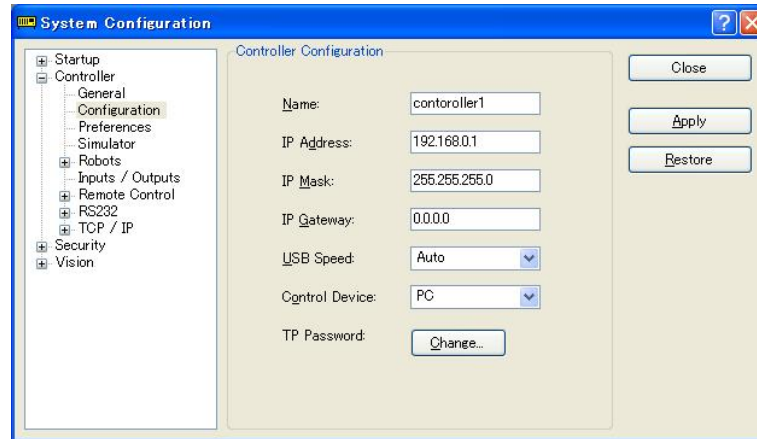 System Configuration
Startup
Controller
General
Configuration
Preferences
Simulator
Robots
Inputs / Outputs
Remote Control
RS232
TCP / IP
Security
Vision
Controller Configuration
Name:
contoroller1
IP Address:
192.168.0.1
IP Mask:
255.255.255.0
IP Gateway:
0.0.0.0
USB Speed:
Auto
Control Device:
PC
TP Password:
Change...
Close
Apply
Restore